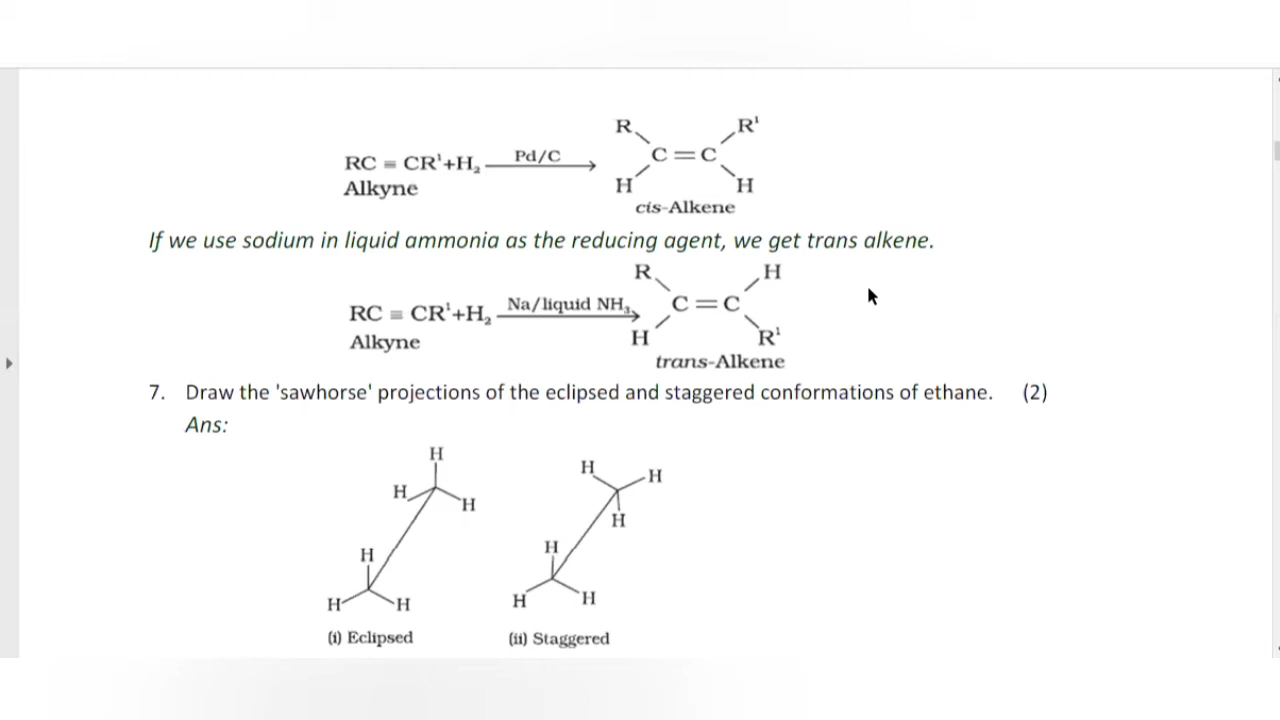 R R¹
RC ≡ CR¹+H₂ Pd/C C=C
Alkyne H H
cis-Alkene
If we use sodium in liquid ammonia as the reducing agent, we get trans alkene.
R H
RC ≡ CR¹+H₂ Na/liquid NH₃ C=C
Alkyne H R¹
trans-Alkene
7. Draw the 'sawhorse' projections of the eclipsed and staggered conformations of ethane. (2)
Ans:
H
H H
H H H
H
H H
H H H H
(i) Eclipsed (ii) Staggered